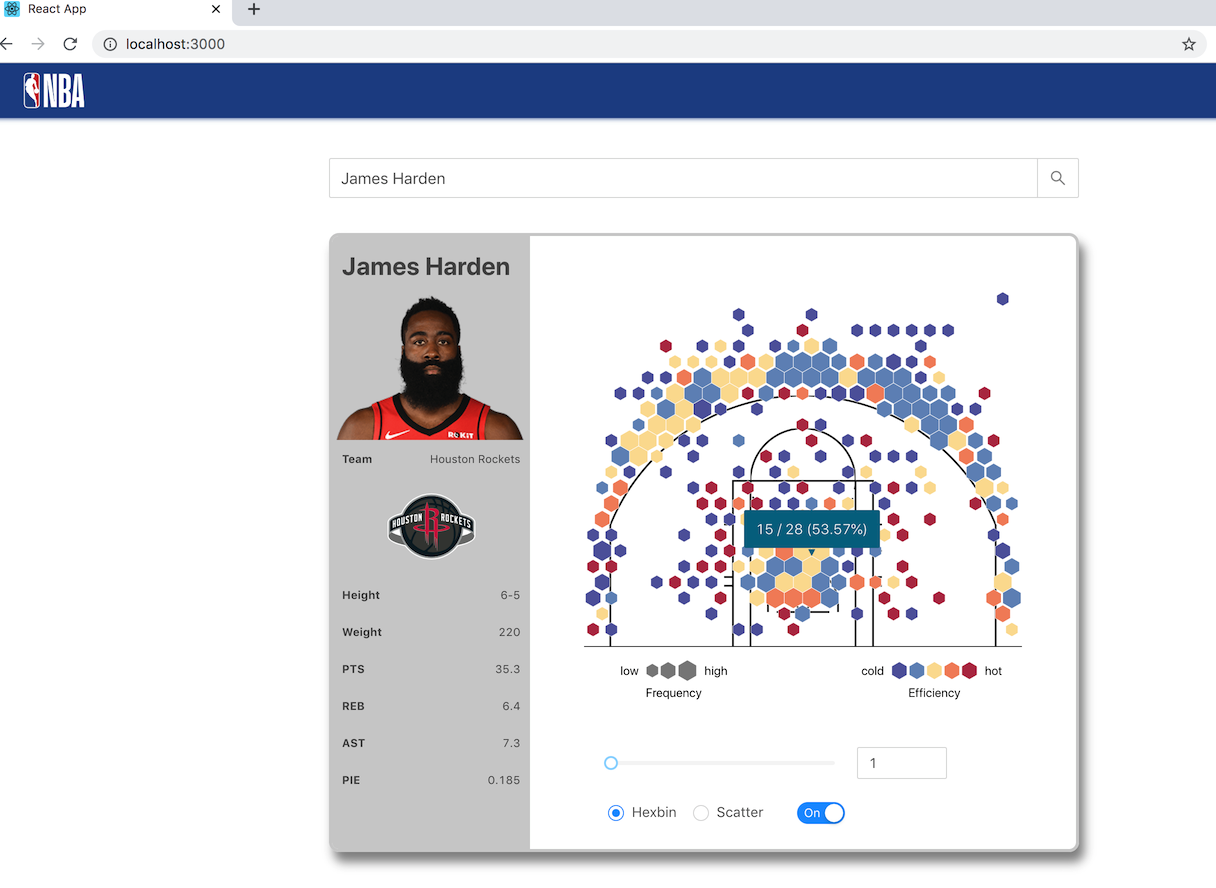 React App
localhost:3000
NBA
James Harden
James Harden
ROKiT
Team Houston Rockets
HOUSTON ROCKETS
Height 6-5
Weight 220
PTS 35.3
REB 6.4
AST 7.3
PIE 0.185
15 / 28 (53.57%)
low high
Frequency
cold hot
Efficiency
1
Hexbin Scatter On